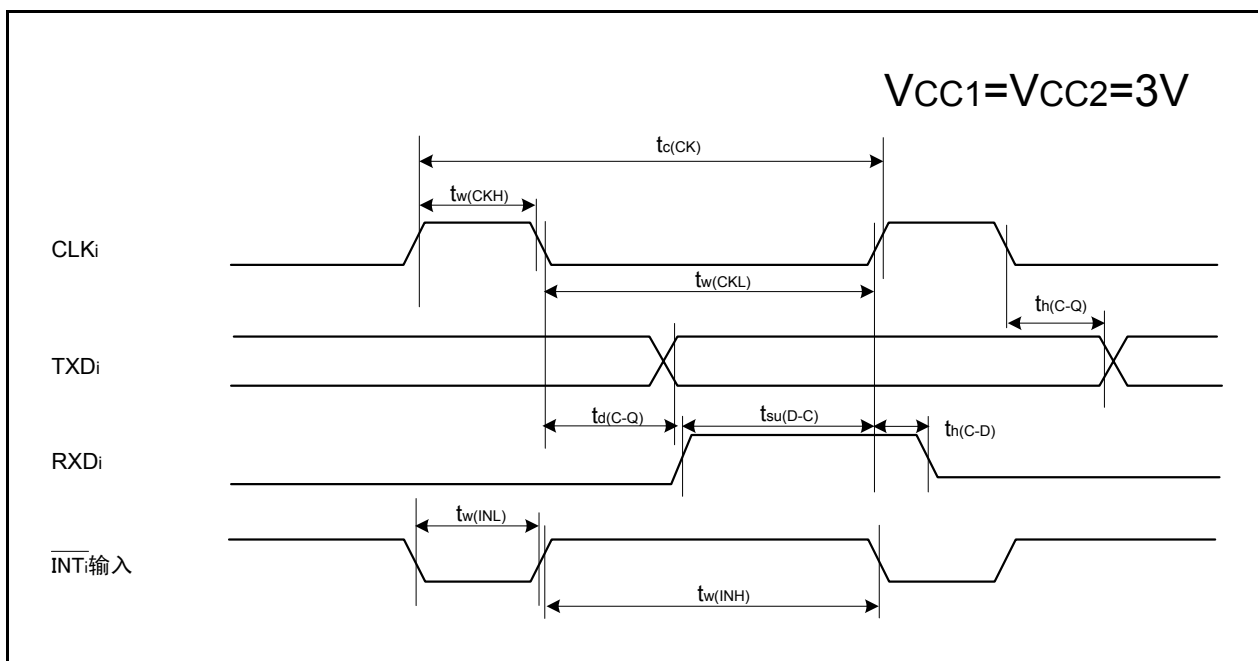 VCC1=VCC2=3V
tc(CK)
tw(CKH)
CLKi
tw(CKL)
th(C-Q)
TXDi
td(C-Q)
tsu(D-C)
th(C-D)
RXDi
tw(INL)
INTi输入
tw(INH)